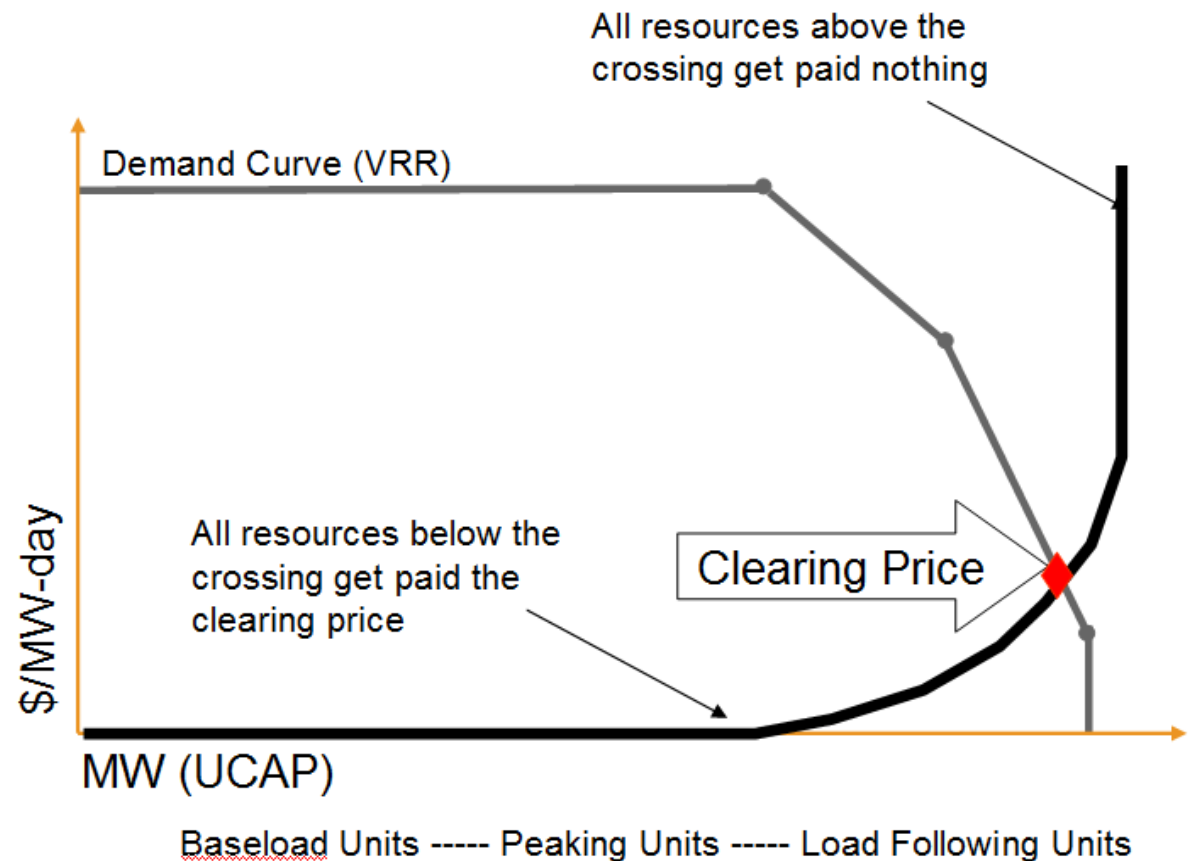 All resources above the
crossing get paid nothing
Demand Curve (VRR)
All resources below the
crossing get paid the
clearing price
Clearing Price
$/MW-day
MW (UCAP)
Baseload Units ----- Peaking Units ----- Load Following Units